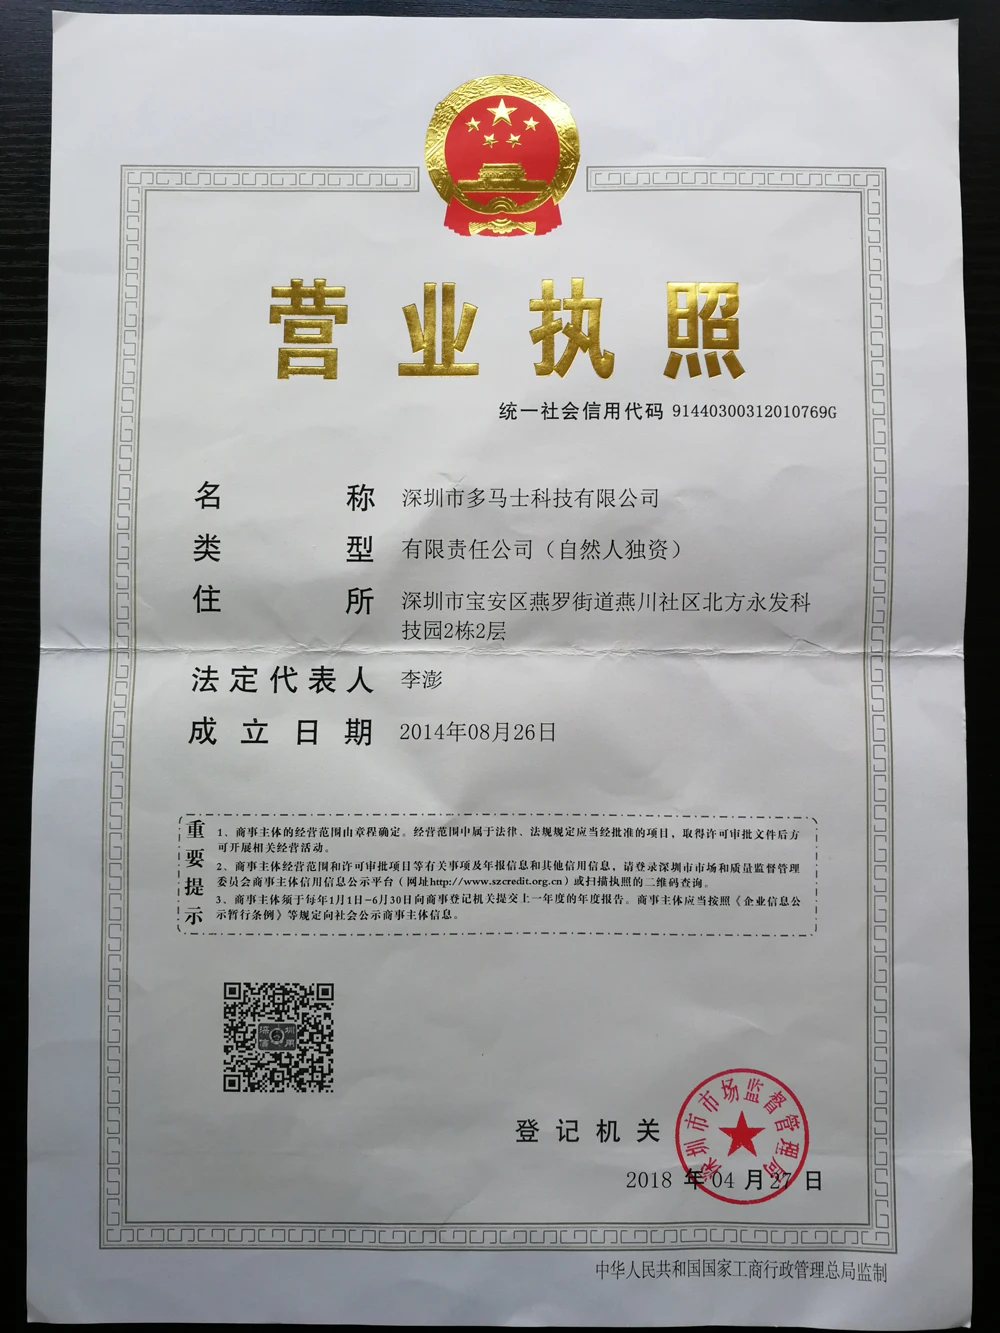 营业执照
统一社会信用代码 91440300312010769G
名称 深圳市多马士科技有限公司
类型 有限责任公司（自然人独资）
住所 深圳市宝安区燕罗街道燕川社区北方永发科
技园2栋2层
法定代表人 李澎
成立日期 2014年08月26日
重要提示
1、商事主体的经营范围由章程确定。经营范围中属于法律、法规规定应当经批准的项目，取得许可审批文件后方
可开展相关经营活动。
2、商事主体经营范围和许可审批项目等有关事项及年报信息和其他信用信息，请登录深圳市市场和质量监督管理
委员会商事主体信用信息公示平台（网址http://www.szcredit.org.cn）或扫描执照的二维码查询。
3、商事主体须于每年1月1日-6月30日向商事登记机关提交上一年度的年度报告。商事主体应当按照《企业信息公
示暂行条例》等规定向社会公示商事主体信息。
深圳信用
登记机关
深圳市市场监督管理局
2018 年 04 月 27 日
中华人民共和国国家工商行政管理总局监制